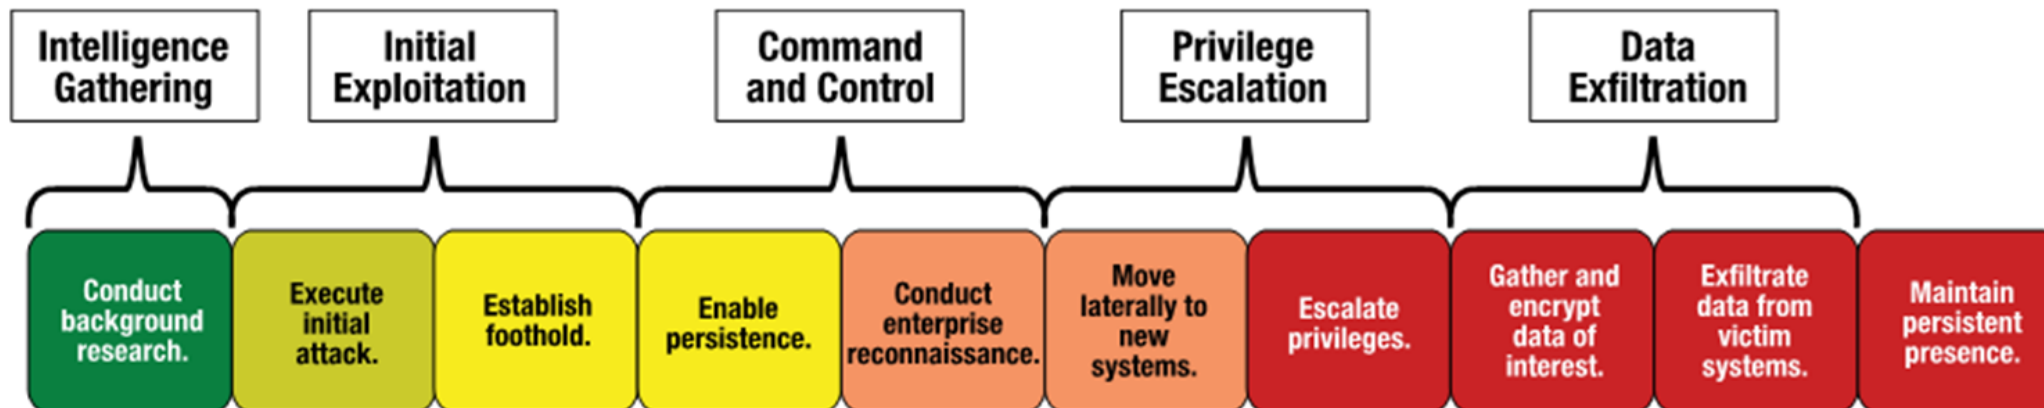 Intelligence
Gathering
Initial
Exploitation
Command
and Control
Privilege
Escalation
Data
Exfiltration
Conduct
background
research.
Execute
initial
attack.
Establish
foothold.
Enable
persistence.
Conduct
enterprise
reconnaissance.
Move
laterally to
new
systems.
Escalate
privileges.
Gather and
encrypt
data of
interest.
Exfiltrate
data from
victim
systems.
Maintain
persistent
presence.